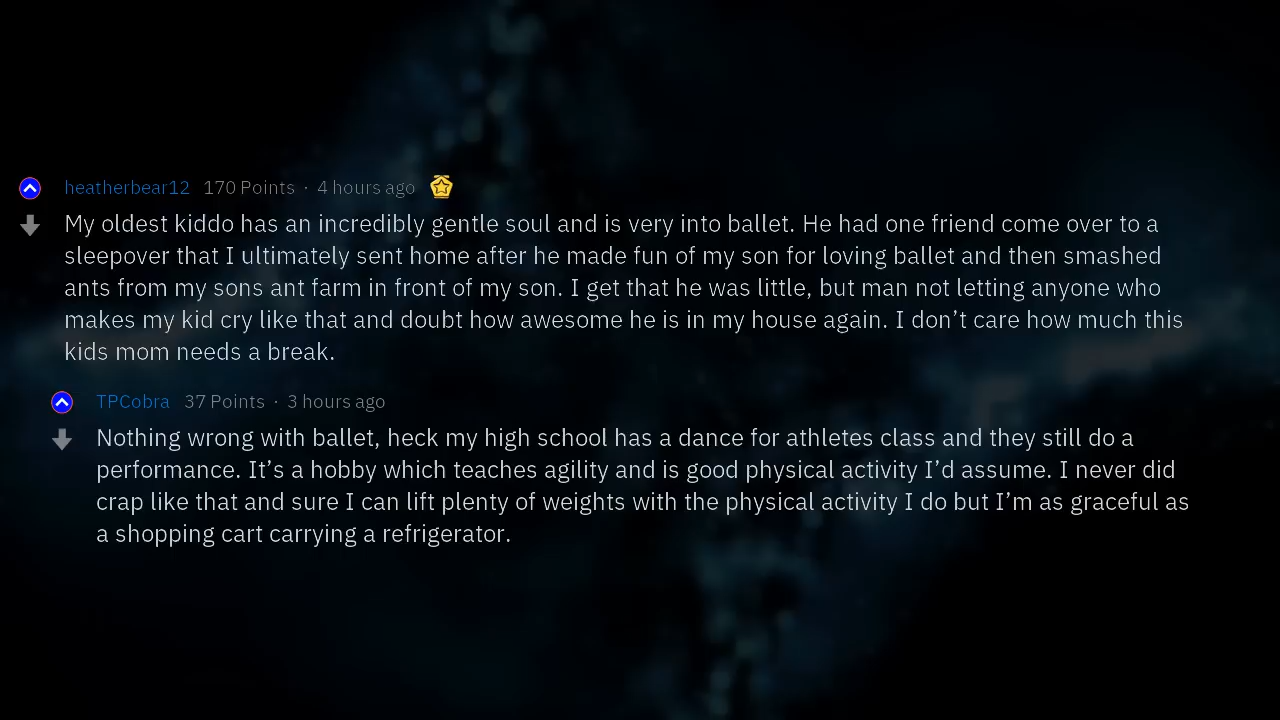 heatherbear12 170 Points · 4 hours ago
My oldest kiddo has an incredibly gentle soul and is very into ballet. He had one friend come over to a
sleepover that I ultimately sent home after he made fun of my son for loving ballet and then smashed
ants from my sons ant farm in front of my son. I get that he was little, but man not letting anyone who
makes my kid cry like that and doubt how awesome he is in my house again. I don’t care how much this
kids mom needs a break.
TPCobra 37 Points · 3 hours ago
Nothing wrong with ballet, heck my high school has a dance for athletes class and they still do a
performance. It’s a hobby which teaches agility and is good physical activity I’d assume. I never did
crap like that and sure I can lift plenty of weights with the physical activity I do but I’m as graceful as
a shopping cart carrying a refrigerator.